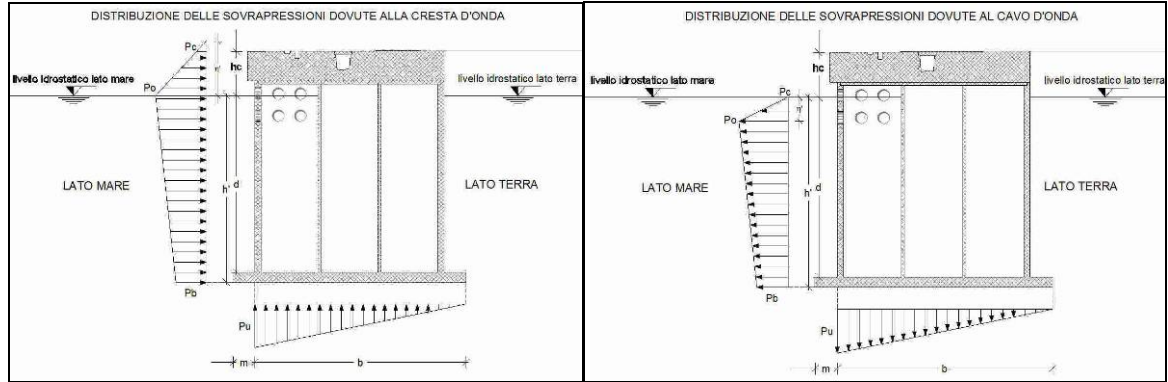 DISTRIBUZIONE DELLE SOVRAPRESSIONI DOVUTE ALLA CRESTA D'ONDA
Pc
hc
livello idrostatico lato mare
livello idrostatico lato terra
Po
LATO MARE
h'
d
LATO TERRA
Pb
Pu
m
b
DISTRIBUZIONE DELLE SOVRAPRESSIONI DOVUTE AL CAVO D'ONDA
hc
livello idrostatico lato mare
livello idrostatico lato terra
Pc
Po
LATO MARE
h'
d
LATO TERRA
Pb
Pu
m
b